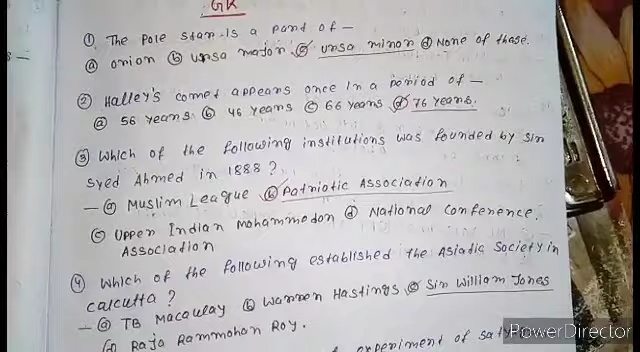 GK
① The Pole star is a part of —
ⓐ orion ⓑ ursa major ⓒ ursa minor ⓓ None of these.
② Halley's comet appears once in a period of —
ⓐ 56 years ⓑ 46 years ⓒ 66 years ⓓ 76 years.
③ Which of the following institutions was founded by sir
Syed Ahmed in 1888?
— ⓐ Muslim League ⓑ Patriotic Association
ⓒ Upper Indian Mohammedon ⓓ National Conference.
Association
④ Which of the following established the Asiatic Society in
calcutta?
— ⓐ TB Macaulay ⓑ Warren Hastings ⓒ Sir William Jones
ⓓ Raja Rammohan Roy.
experiment of
PowerDirector